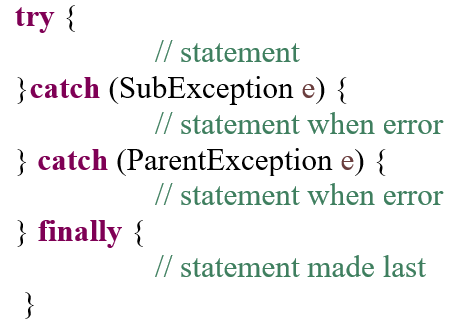 try {
// statement
}catch (SubException e) {
// statement when error
} catch (ParentException e) {
// statement when error
} finally {
// statement made last
}